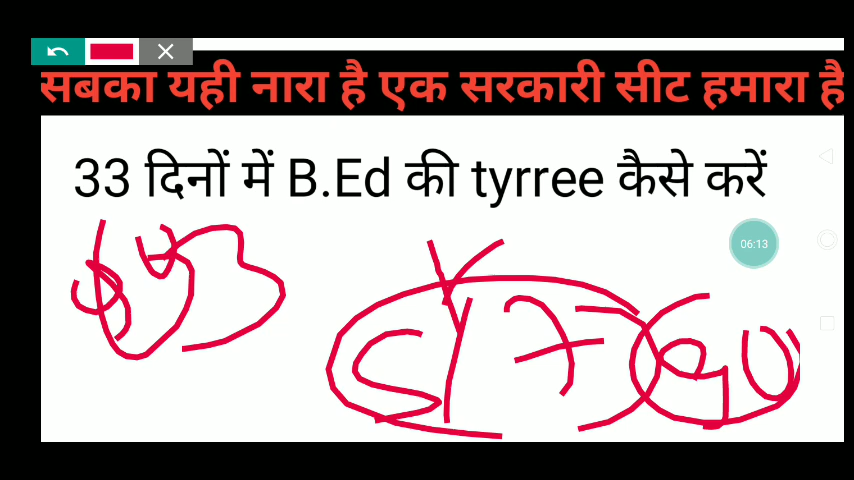 सबका यही नारा है एक सरकारी सीट हमारा है
33 दिनों में B.Ed की tyrree कैसे करें
06:13